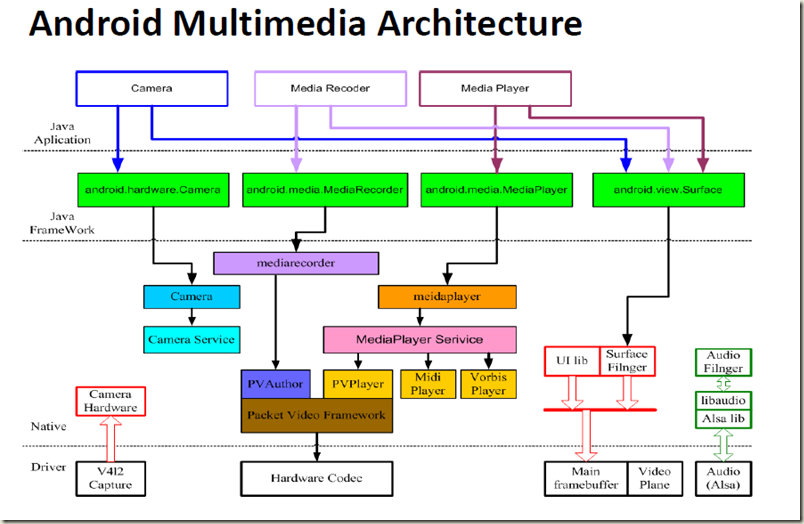 Android Multimedia Architecture
Camera
Media Recoder
Media Player
Java
Aplication
android.hardware.Camera
android.media.MediaRecorder
android.media.MediaPlayer
android.view.Surface
Java
FrameWork
mediarecorder
Camera
meidaplayer
Camera Service
MediaPlayer Serivice
UI lib
Surface
Filnger
Audio
Filnger
PVAuthor
PVPlayer
Midi
Player
Vorbis
Player
Camera
Hardware
libaudio
Packet Video Framework
Alsa lib
Native
Driver
V4l2
Capture
Hardware Codec
Main
framebuffer
Video
Plane
Audio
(Alsa)